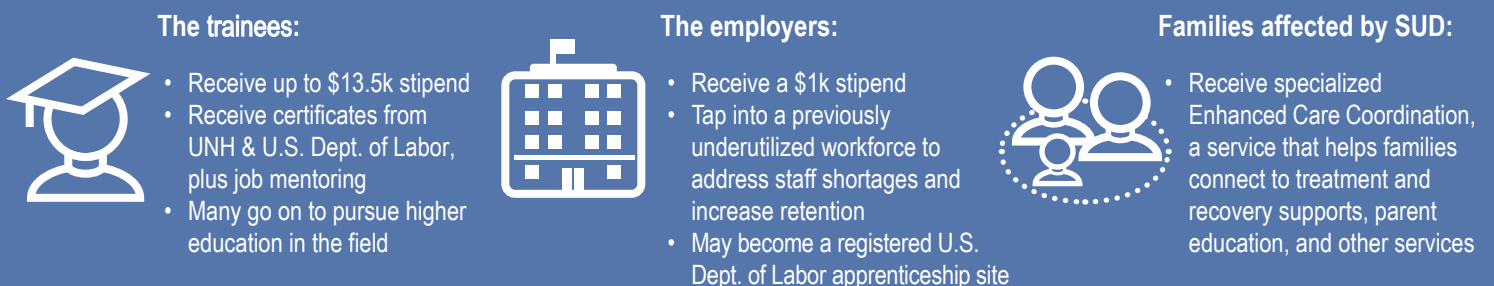 The trainees:
• Receive up to $13.5k stipend
• Receive certificates from
UNH & U.S. Dept. of Labor,
plus job mentoring
• Many go on to pursue higher
education in the field
The employers:
• Receive a $1k stipend
• Tap into a previously
underutilized workforce to
address staff shortages and
increase retention
• May become a registered U.S.
Dept. of Labor apprenticeship site
Families affected by SUD:
• Receive specialized
Enhanced Care Coordination,
a service that helps families
connect to treatment and
recovery supports, parent
education, and other services